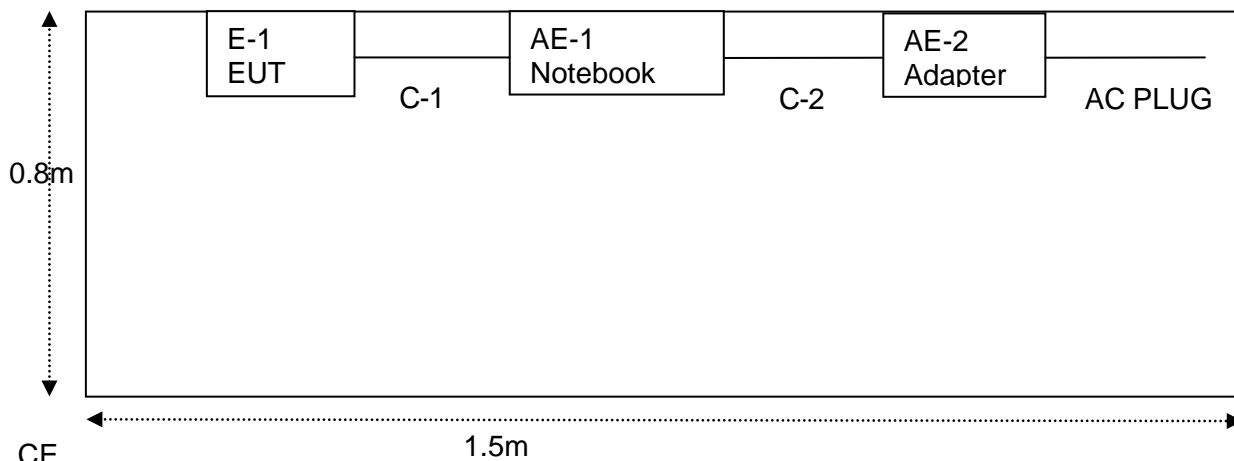 E-1
EUT
AE-1
Notebook
AE-2
Adapter
C-1
C-2
AC PLUG
0.8m
1.5m
CE